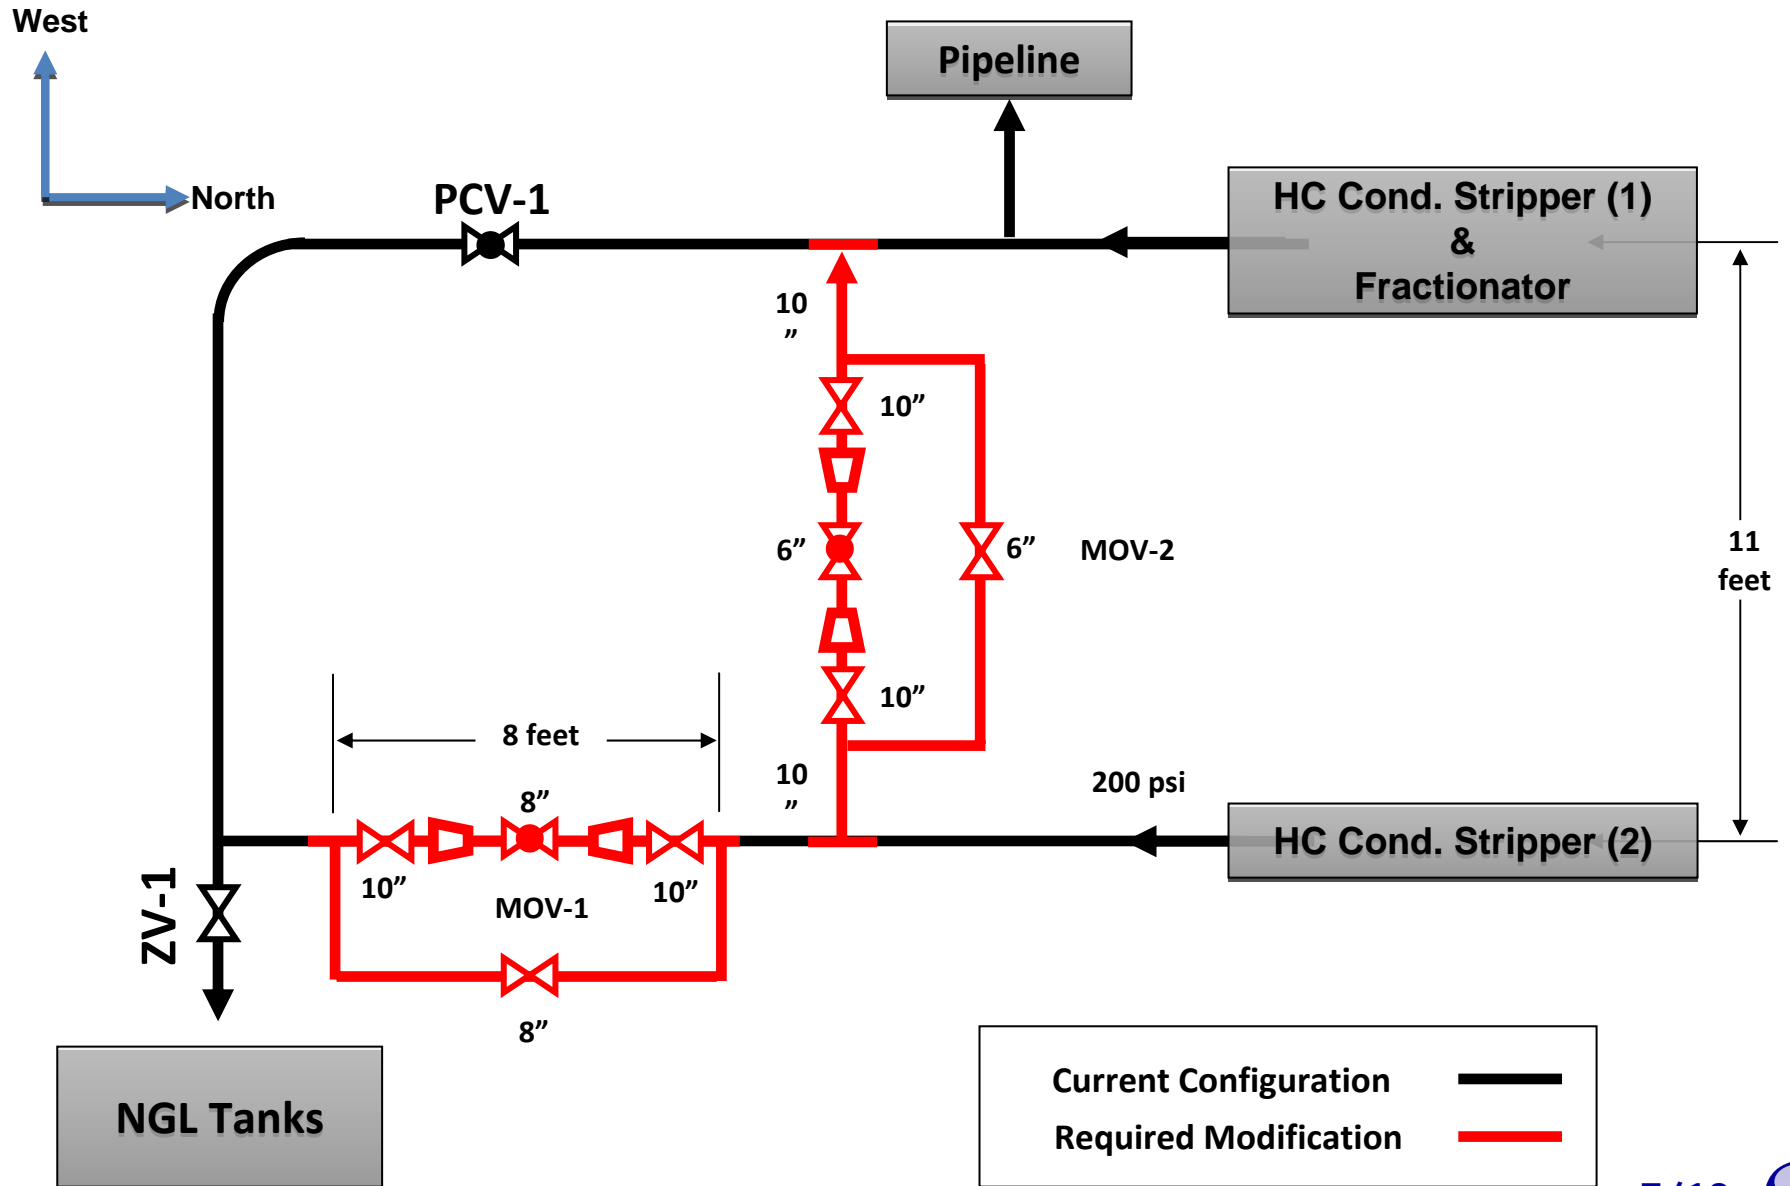 West
North
Pipeline
PCV-1
HC Cond. Stripper (1)
&
Fractionator
10
”
10”
6”
6”
MOV-2
11
feet
10”
8 feet
10
”
200 psi
8”
HC Cond. Stripper (2)
10”
10”
MOV-1
ZV-1
8”
NGL Tanks
Current Configuration
Required Modification